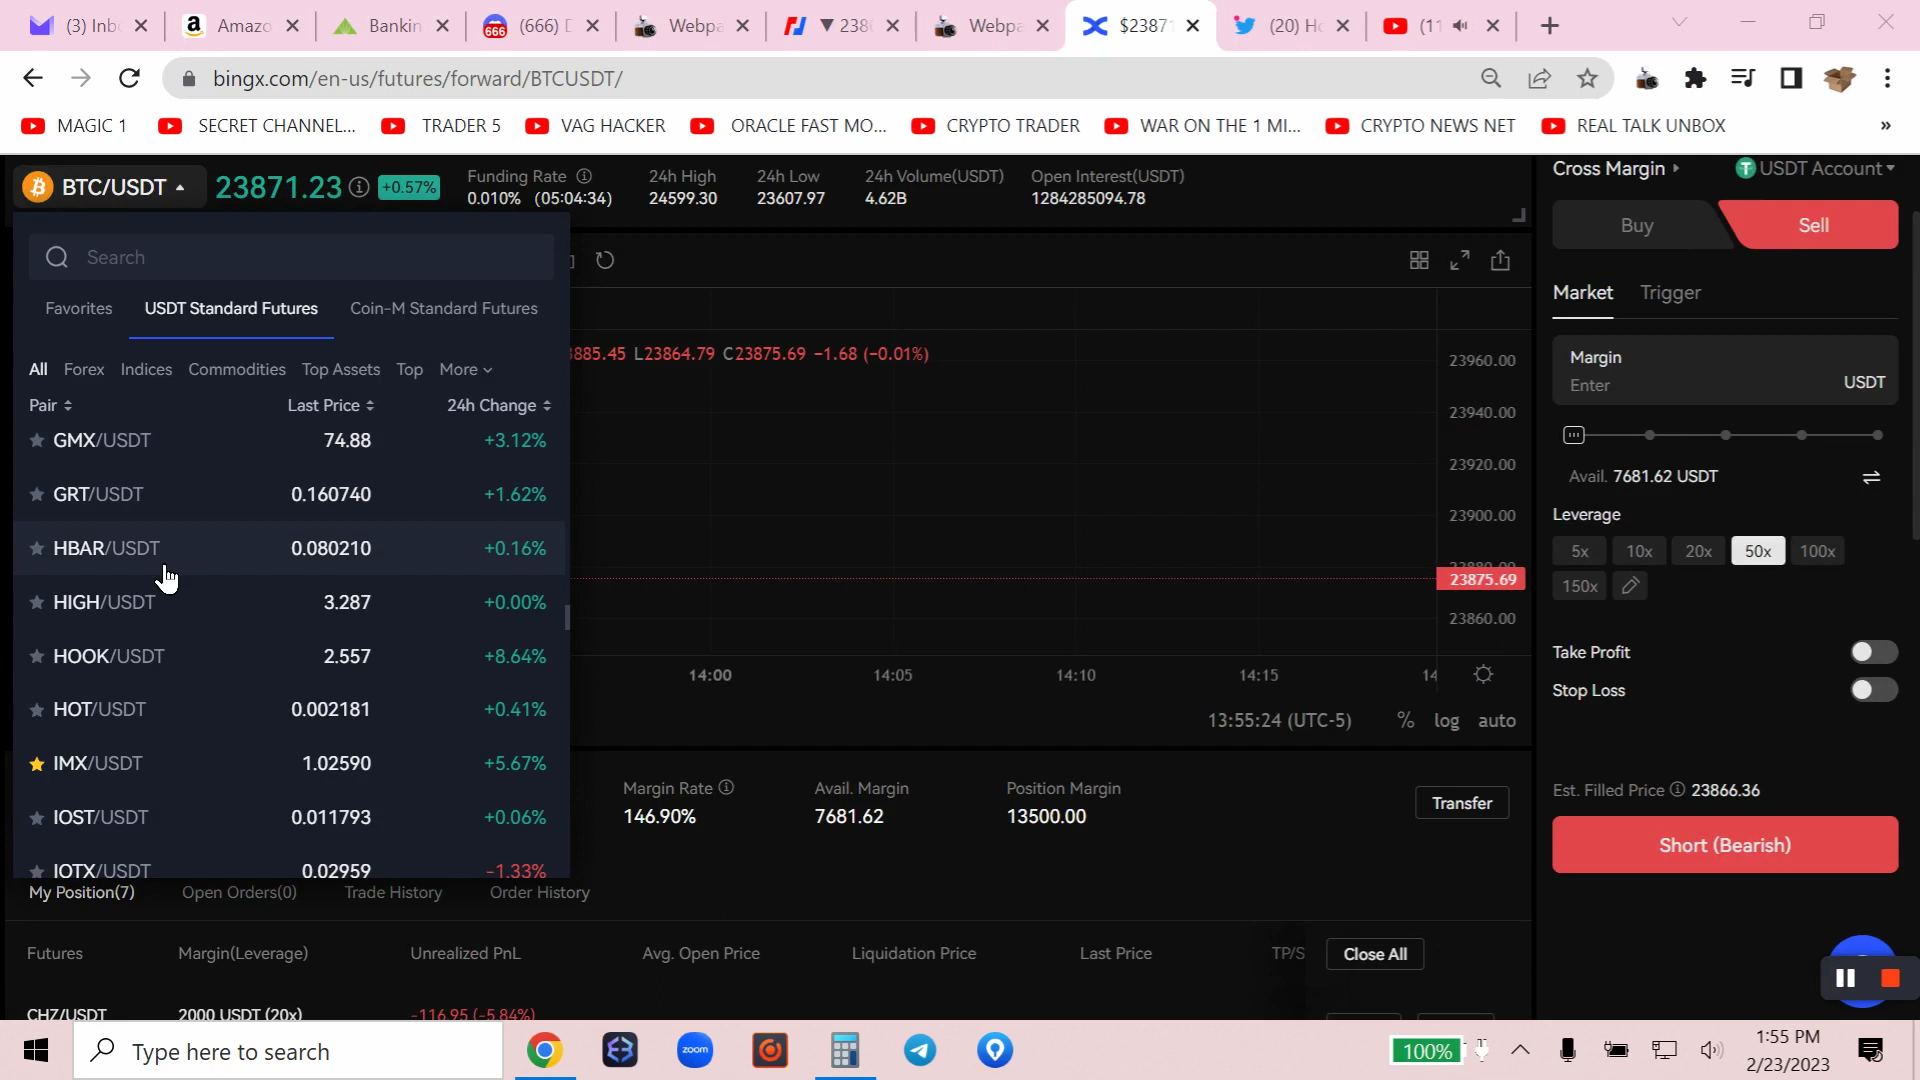 (3) Inb
Amazo
Bankin
(666) D
Webpa
▼ 238
Webpa
$2387
(20) Ho
(11
bingx.com/en-us/futures/forward/BTCUSDT/
MAGIC 1
SECRET CHANNEL...
TRADER 5
VAG HACKER
ORACLE FAST MO...
CRYPTO TRADER
WAR ON THE 1 MI...
CRYPTO NEWS NET
REAL TALK UNBOX
»
BTC/USDT
23871.23
+0.57%
Funding Rate
0.010% (05:04:34)
24h High
24599.30
24h Low
23607.97
24h Volume(USDT)
4.62B
Open Interest(USDT)
1284285094.78
Cross Margin
USDT Account
Buy
Sell
Search
Favorites
USDT Standard Futures
Coin-M Standard Futures
All
Forex
Indices
Commodities
Top Assets
Top
More
Pair
Last Price
24h Change
GMX/USDT 74.88 +3.12%
GRT/USDT 0.160740 +1.62%
HBAR/USDT 0.080210 +0.16%
HIGH/USDT 3.287 +0.00%
HOOK/USDT 2.557 +8.64%
HOT/USDT 0.002181 +0.41%
IMX/USDT 1.02590 +5.67%
IOST/USDT 0.011793 +0.06%
IOTX/USDT 0.02959 -1.33%
885.45 L23864.79 C23875.69 −1.68 (−0.01%)
23960.00
23940.00
23920.00
23900.00
23880.00
23875.69
23860.00
14:00
14:05
14:10
14:15
14
13:55:24 (UTC-5)
%
log
auto
Market
Trigger
Margin
Enter
USDT
Avail. 7681.62 USDT
Leverage
5x
10x
20x
50x
100x
150x
Take Profit
Stop Loss
Est. Filled Price 23866.36
Short (Bearish)
Margin Rate
146.90%
Avail. Margin
7681.62
Position Margin
13500.00
Transfer
My Position(7)
Open Orders(0)
Trade History
Order History
Futures
Margin(Leverage)
Unrealized PnL
Avg. Open Price
Liquidation Price
Last Price
TP/S
Close All
CHZ/USDT
2000 USDT (20x)
-116.95 (-5.84%)
Type here to search
zoom
100%
1:55 PM
2/23/2023